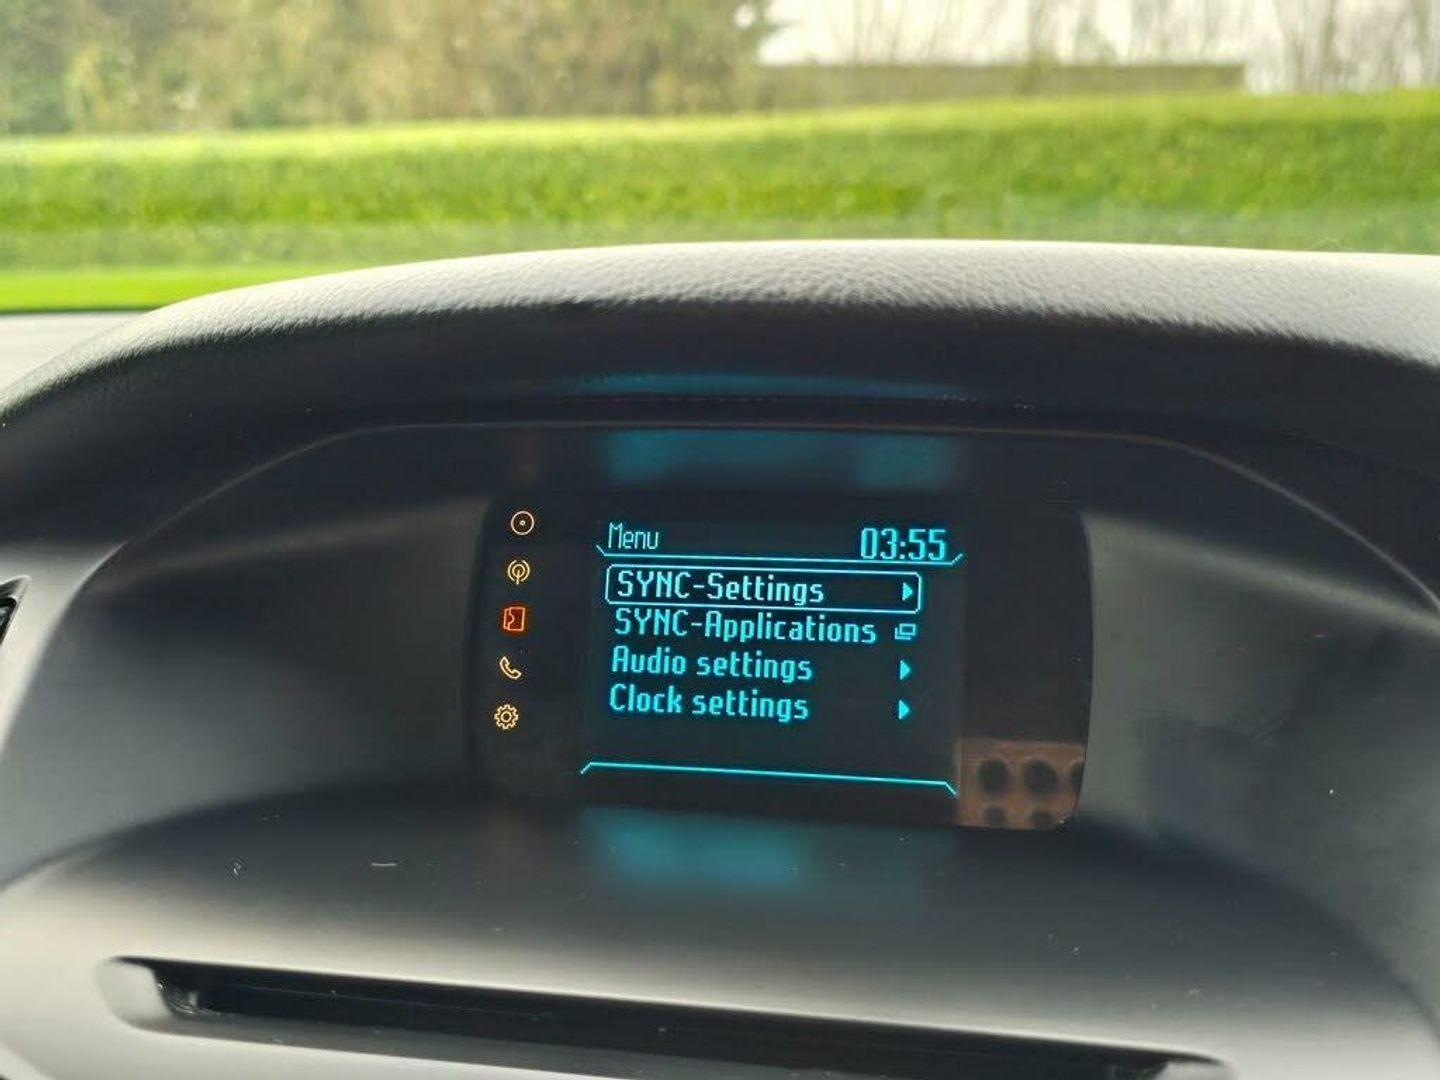 Menu 03:55
SYNC-Settings
SYNC-Applications
Audio settings
Clock settings